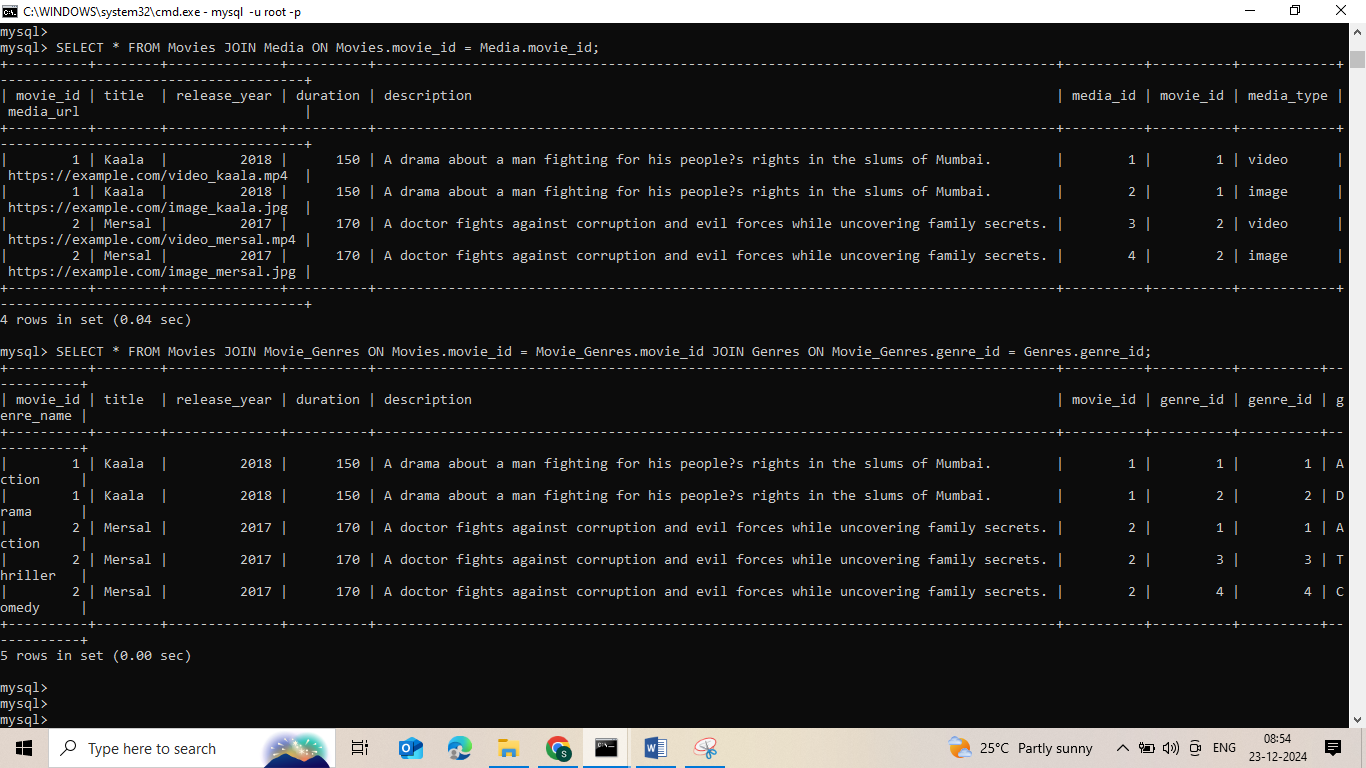 C:\WINDOWS\system32\cmd.exe - mysql  -u root -p
mysql>
mysql> SELECT * FROM Movies JOIN Media ON Movies.movie_id = Media.movie_id;
+----------+--------+--------------+----------+-------------------------------------------------------------------------------------+----------+----------+------------+
--------------------------------------+
| movie_id | title  | release_year | duration | description                                                                         | media_id | movie_id | media_type |
 media_url                            |
+----------+--------+--------------+----------+-------------------------------------------------------------------------------------+----------+----------+------------+
--------------------------------------+
|        1 | Kaala  |         2018 |      150 | A drama about a man fighting for his people?s rights in the slums of Mumbai.        |        1 |        1 | video      |
 https://example.com/video_kaala.mp4  |
|        1 | Kaala  |         2018 |      150 | A drama about a man fighting for his people?s rights in the slums of Mumbai.        |        2 |        1 | image      |
 https://example.com/image_kaala.jpg  |
|        2 | Mersal |         2017 |      170 | A doctor fights against corruption and evil forces while uncovering family secrets. |        3 |        2 | video      |
 https://example.com/video_mersal.mp4 |
|        2 | Mersal |         2017 |      170 | A doctor fights against corruption and evil forces while uncovering family secrets. |        4 |        2 | image      |
 https://example.com/image_mersal.jpg |
+----------+--------+--------------+----------+-------------------------------------------------------------------------------------+----------+----------+------------+
--------------------------------------+
4 rows in set (0.04 sec)
mysql> SELECT * FROM Movies JOIN Movie_Genres ON Movies.movie_id = Movie_Genres.movie_id JOIN Genres ON Movie_Genres.genre_id = Genres.genre_id;
+----------+--------+--------------+----------+-------------------------------------------------------------------------------------+----------+----------+----------+--
----------+
| movie_id | title  | release_year | duration | description                                                                         | movie_id | genre_id | genre_id | g
enre_name |
+----------+--------+--------------+----------+-------------------------------------------------------------------------------------+----------+----------+----------+--
----------+
|        1 | Kaala  |         2018 |      150 | A drama about a man fighting for his people?s rights in the slums of Mumbai.        |        1 |        1 |        1 | A
ction     |
|        1 | Kaala  |         2018 |      150 | A drama about a man fighting for his people?s rights in the slums of Mumbai.        |        1 |        2 |        2 | D
rama      |
|        2 | Mersal |         2017 |      170 | A doctor fights against corruption and evil forces while uncovering family secrets. |        2 |        1 |        1 | A
ction     |
|        2 | Mersal |         2017 |      170 | A doctor fights against corruption and evil forces while uncovering family secrets. |        2 |        3 |        3 | T
hriller   |
|        2 | Mersal |         2017 |      170 | A doctor fights against corruption and evil forces while uncovering family secrets. |        2 |        4 |        4 | C
omedy     |
+----------+--------+--------------+----------+-------------------------------------------------------------------------------------+----------+----------+----------+--
----------+
5 rows in set (0.00 sec)
mysql>
mysql>
mysql>
Type here to search
25°C  Partly sunny
ENG
08:54
23-12-2024